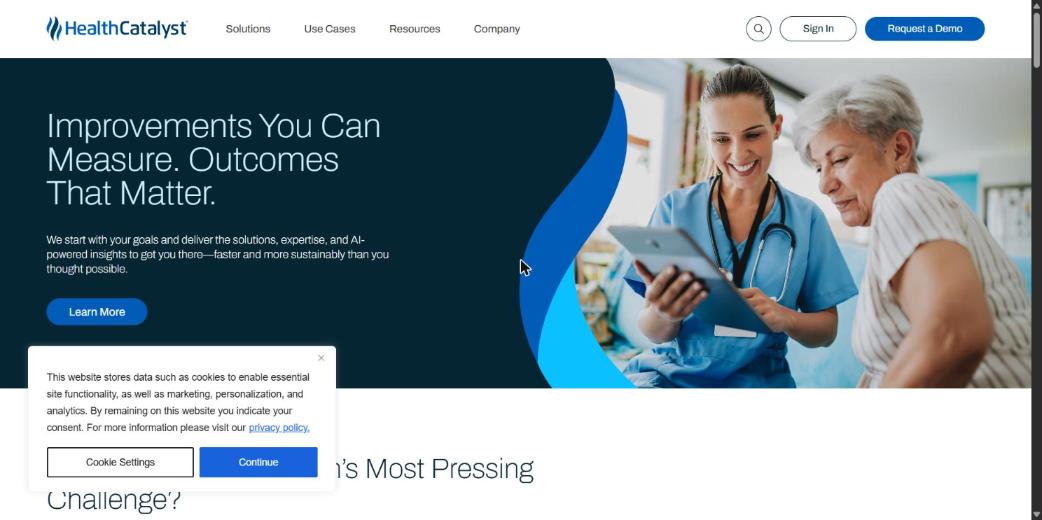 HealthCatalyst
Solutions
Use Cases
Resources
Company
Sign In
Request a Demo
Improvements You Can
Measure. Outcomes
That Matter.
We start with your goals and deliver the solutions, expertise, and AI-
powered insights to get you there—faster and more sustainably than you
thought possible.
Learn More
This website stores data such as cookies to enable essential
site functionality, as well as marketing, personalization, and
analytics. By remaining on this website you indicate your
consent. For more information please visit our privacy policy.
Cookie Settings
Continue
's Most Pressing
Challenge?